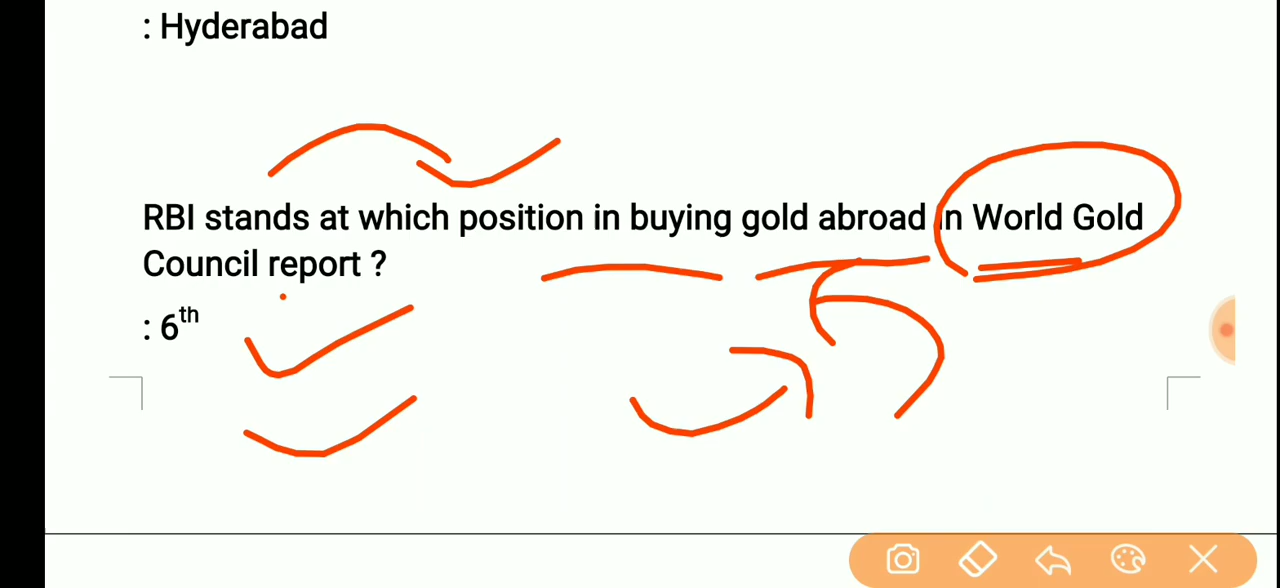 : Hyderabad
RBI stands at which position in buying gold abroad in World Gold
Council report ?
: 6th